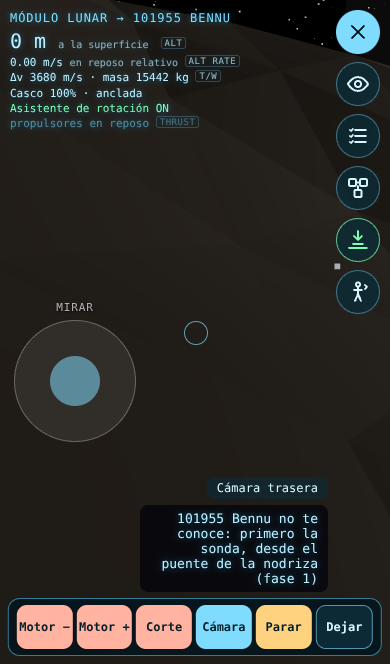 MÓDULO LUNAR → 101955 BENNU
0 m a la superficie ALT
0.00 m/s en reposo relativo ALT RATE
Δv 3680 m/s · masa 15442 kg T/W
Casco 100% · anclada
Asistente de rotación ON
propulsores en reposo THRUST
MIRAR
Cámara trasera
101955 Bennu no te
conoce: primero la
sonda, desde el
puente de la nodriza
(fase 1)
Motor − Motor + Corte Cámara Parar Dejar